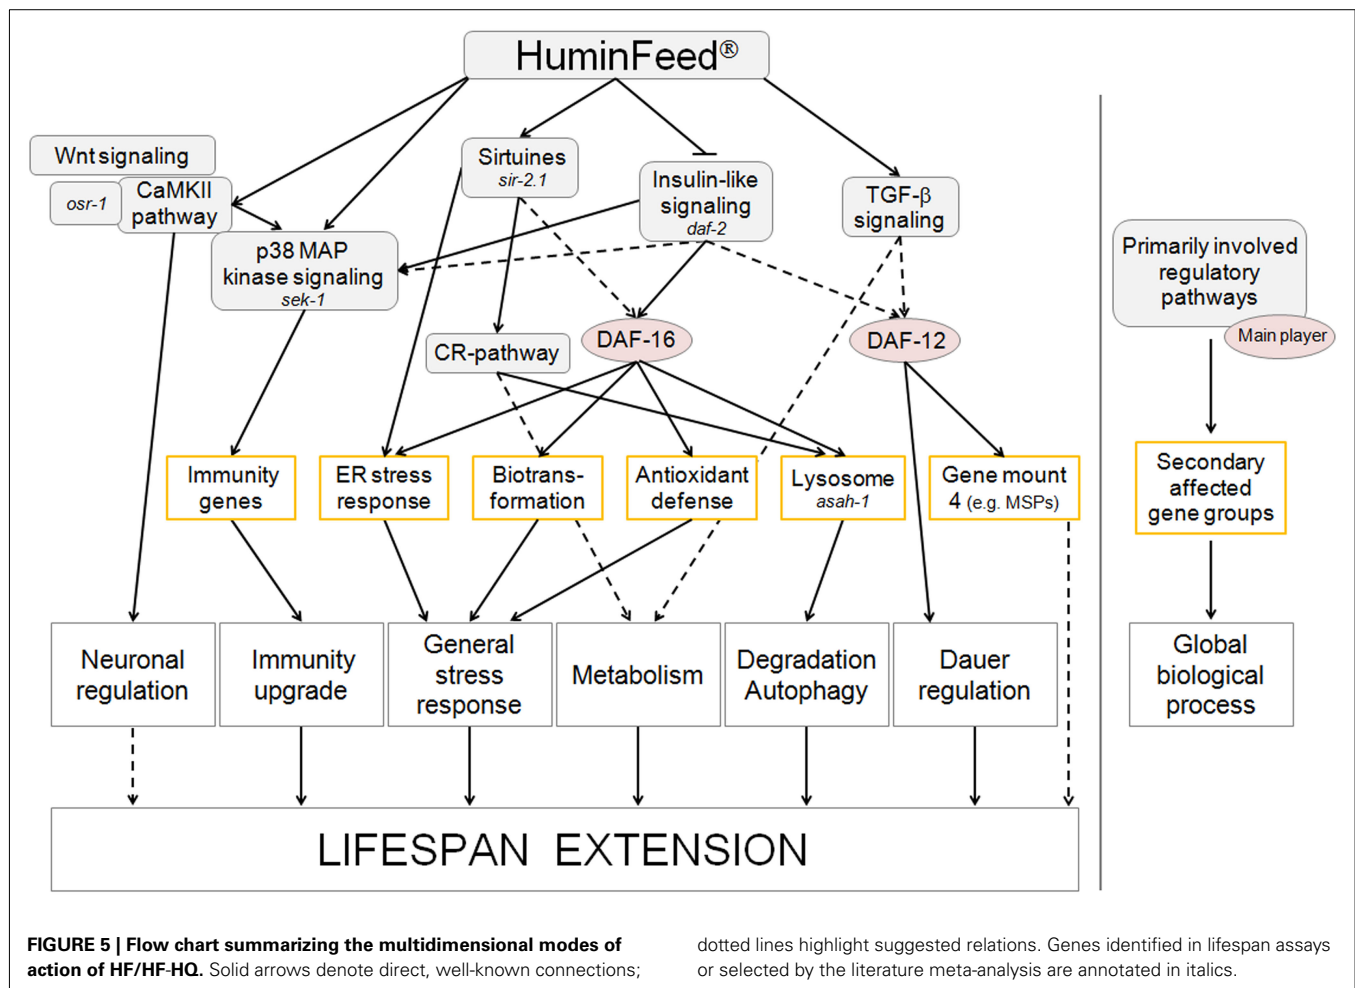 HuminFeed®
Wnt signaling
osr-1
CaMKII
pathway
p38 MAP
kinase signaling
sek-1
Sirtuines
sir-2.1
Insulin-like
signaling
daf-2
TGF-β
signaling
CR-pathway
DAF-16
DAF-12
Immunity
genes
ER stress
response
Biotrans-
formation
Antioxidant
defense
Lysosome
asah-1
Gene mount
4 (e.g. MSPs)
Neuronal
regulation
Immunity
upgrade
General
stress
response
Metabolism
Degradation
Autophagy
Dauer
regulation
LIFESPAN EXTENSION
Primarily involved
regulatory
pathways
Main player
Secondary
affected
gene groups
Global
biological
process
FIGURE 5 | Flow chart summarizing the multidimensional modes of
action of HF/HF-HQ. Solid arrows denote direct, well-known connections;
dotted lines highlight suggested relations. Genes identified in lifespan assays
or selected by the literature meta-analysis are annotated in italics.